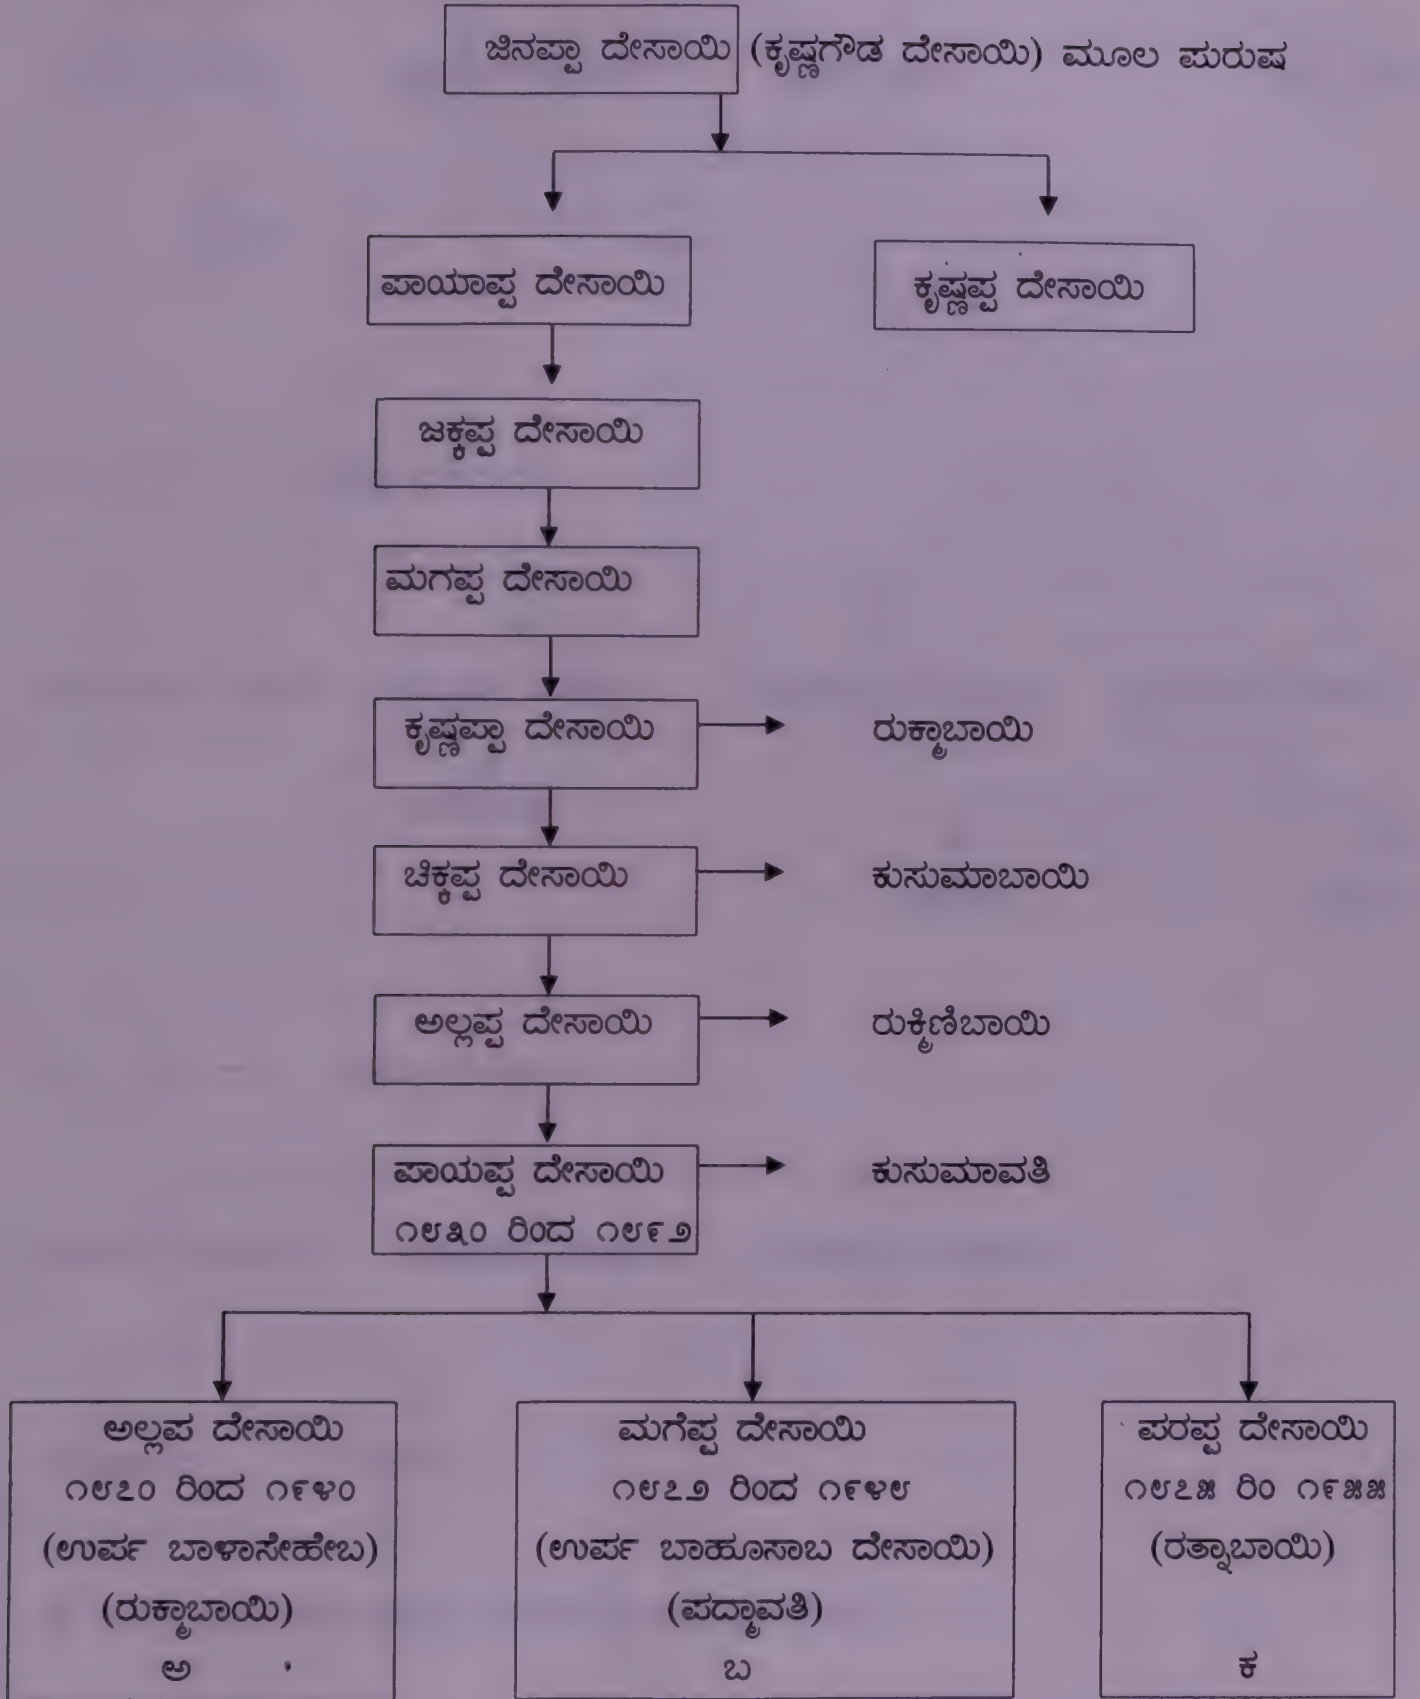 ಜಿನಪ್ಪಾ ದೇಸಾಯಿ (ಕೃಷ್ಣಗೌಡ ದೇಸಾಯಿ) ಮೂಲ ಪುರುಷ
ಪಾಯಾಪ್ಪ ದೇಸಾಯಿ
ಕೃಷ್ಣಪ್ಪ ದೇಸಾಯಿ
ಜಕ್ಕಪ್ಪ ದೇಸಾಯಿ
ಮಗಪ್ಪ ದೇಸಾಯಿ
ಕೃಷ್ಣಪ್ಪಾ ದೇಸಾಯಿ
ರುಕ್ಮಾಬಾಯಿ
ಚಿಕ್ಕಪ್ಪ ದೇಸಾಯಿ
ಕುಸುಮಾಬಾಯಿ
ಅಲ್ಲಪ್ಪ ದೇಸಾಯಿ
ರುಕ್ಮಿಣಿಬಾಯಿ
ಪಾಯಪ್ಪ ದೇಸಾಯಿ
ಕುಸುಮಾವತಿ
೧೮೩೦ ರಿಂದ ೧೮೯೨
ಅಲ್ಲಪ ದೇಸಾಯಿ
೧೮೭೦ ರಿಂದ ೧೯೪೦
(ಉರ್ಪ ಬಾಳಾಸೇಹೇಬ)
(ರುಕ್ಮಾಬಾಯಿ)
ಅ
ಮಗೆಪ್ಪ ದೇಸಾಯಿ
೧೮೭೨ ರಿಂದ ೧೯೪೮
(ಉರ್ಪ ಬಾಹೂಸಾಬ ದೇಸಾಯಿ)
(ಪದ್ಮಾವತಿ)
ಬ
ಪರಪ್ಪ ದೇಸಾಯಿ
೧೮೭೫ ರಿಂ ೧೯೫೫
(ರತ್ನಾಬಾಯಿ)
ಕ